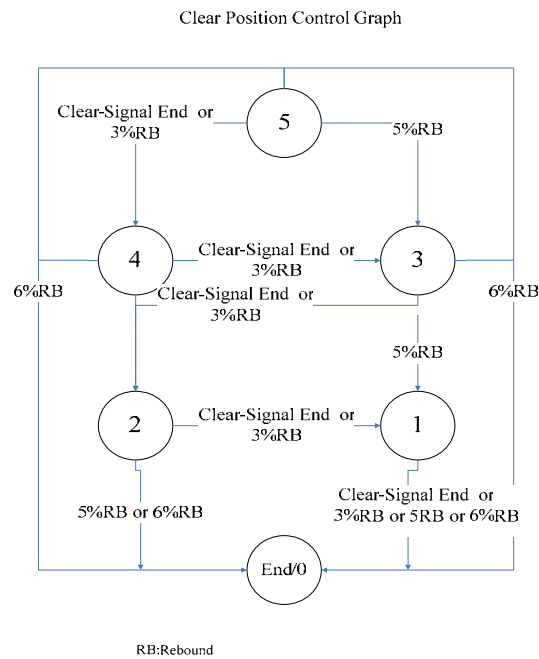 Clear Position Control Graph
Clear-Signal End or
3%RB
5
5%RB
4
Clear-Signal End or
3%RB
3
6%RB
Clear-Signal End or
3%RB
6%RB
5%RB
2
Clear-Signal End or
3%RB
1
5%RB or 6%RB
Clear-Signal End or
3%RB or 5RB or 6%RB
End/0
RB:Rebound